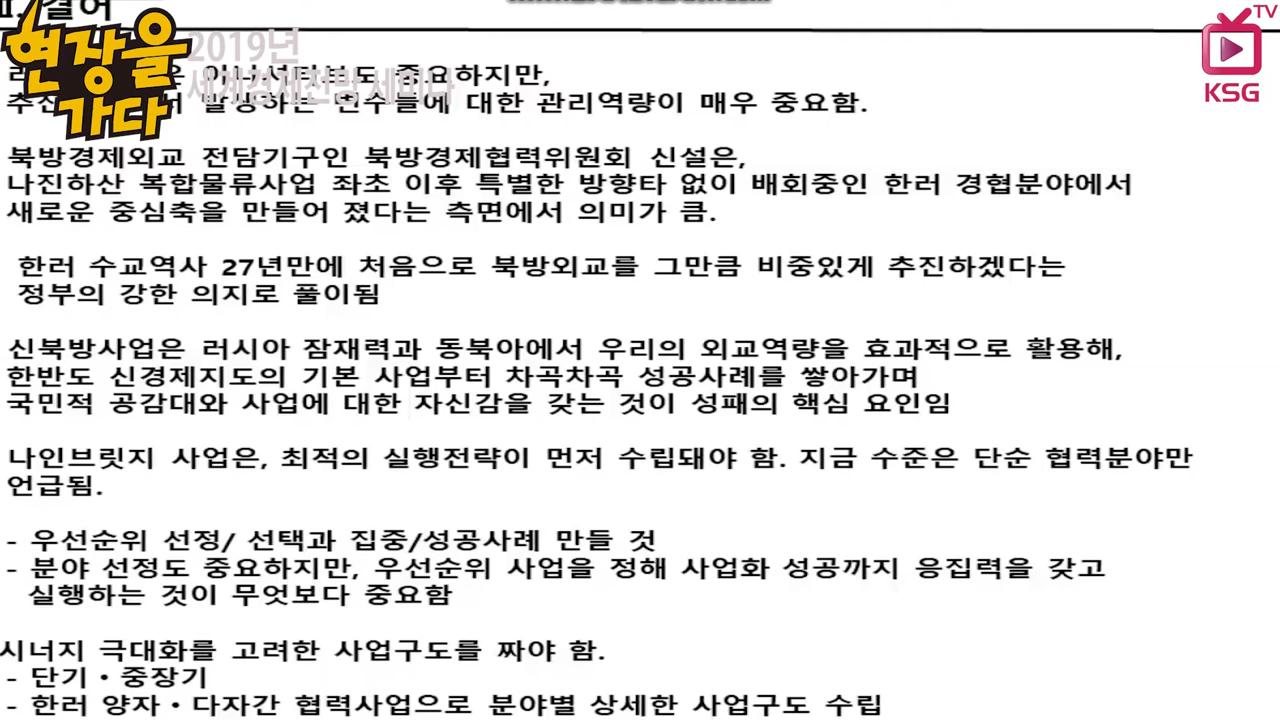 결어
TV
KSG
현장을
가다
2019년
세계경제전망 세미나
이니셔티브도 중요하지만,
발생하는 변수들에 대한 관리역량이 매우 중요함.
북방경제외교 전담기구인 북방경제협력위원회 신설은,
나진하산 복합물류사업 좌초 이후 특별한 방향타 없이 배회중인 한러 경협분야에서
새로운 중심축을 만들어 졌다는 측면에서 의미가 큼.
한러 수교역사 27년만에 처음으로 북방외교를 그만큼 비중있게 추진하겠다는
정부의 강한 의지로 풀이됨
신북방사업은 러시아 잠재력과 동북아에서 우리의 외교역량을 효과적으로 활용해,
한반도 신경제지도의 기본 사업부터 차곡차곡 성공사례를 쌓아가며
국민적 공감대와 사업에 대한 자신감을 갖는 것이 성패의 핵심 요인임
나인브릿지 사업은, 최적의 실행전략이 먼저 수립돼야 함. 지금 수준은 단순 협력분야만
언급됨.
- 우선순위 선정/ 선택과 집중/성공사례 만들 것
- 분야 선정도 중요하지만, 우선순위 사업을 정해 사업화 성공까지 응집력을 갖고
실행하는 것이 무엇보다 중요함
시너지 극대화를 고려한 사업구도를 짜야 함.
- 단기・중장기
- 한러 양자・다자간 협력사업으로 분야별 상세한 사업구도 수립